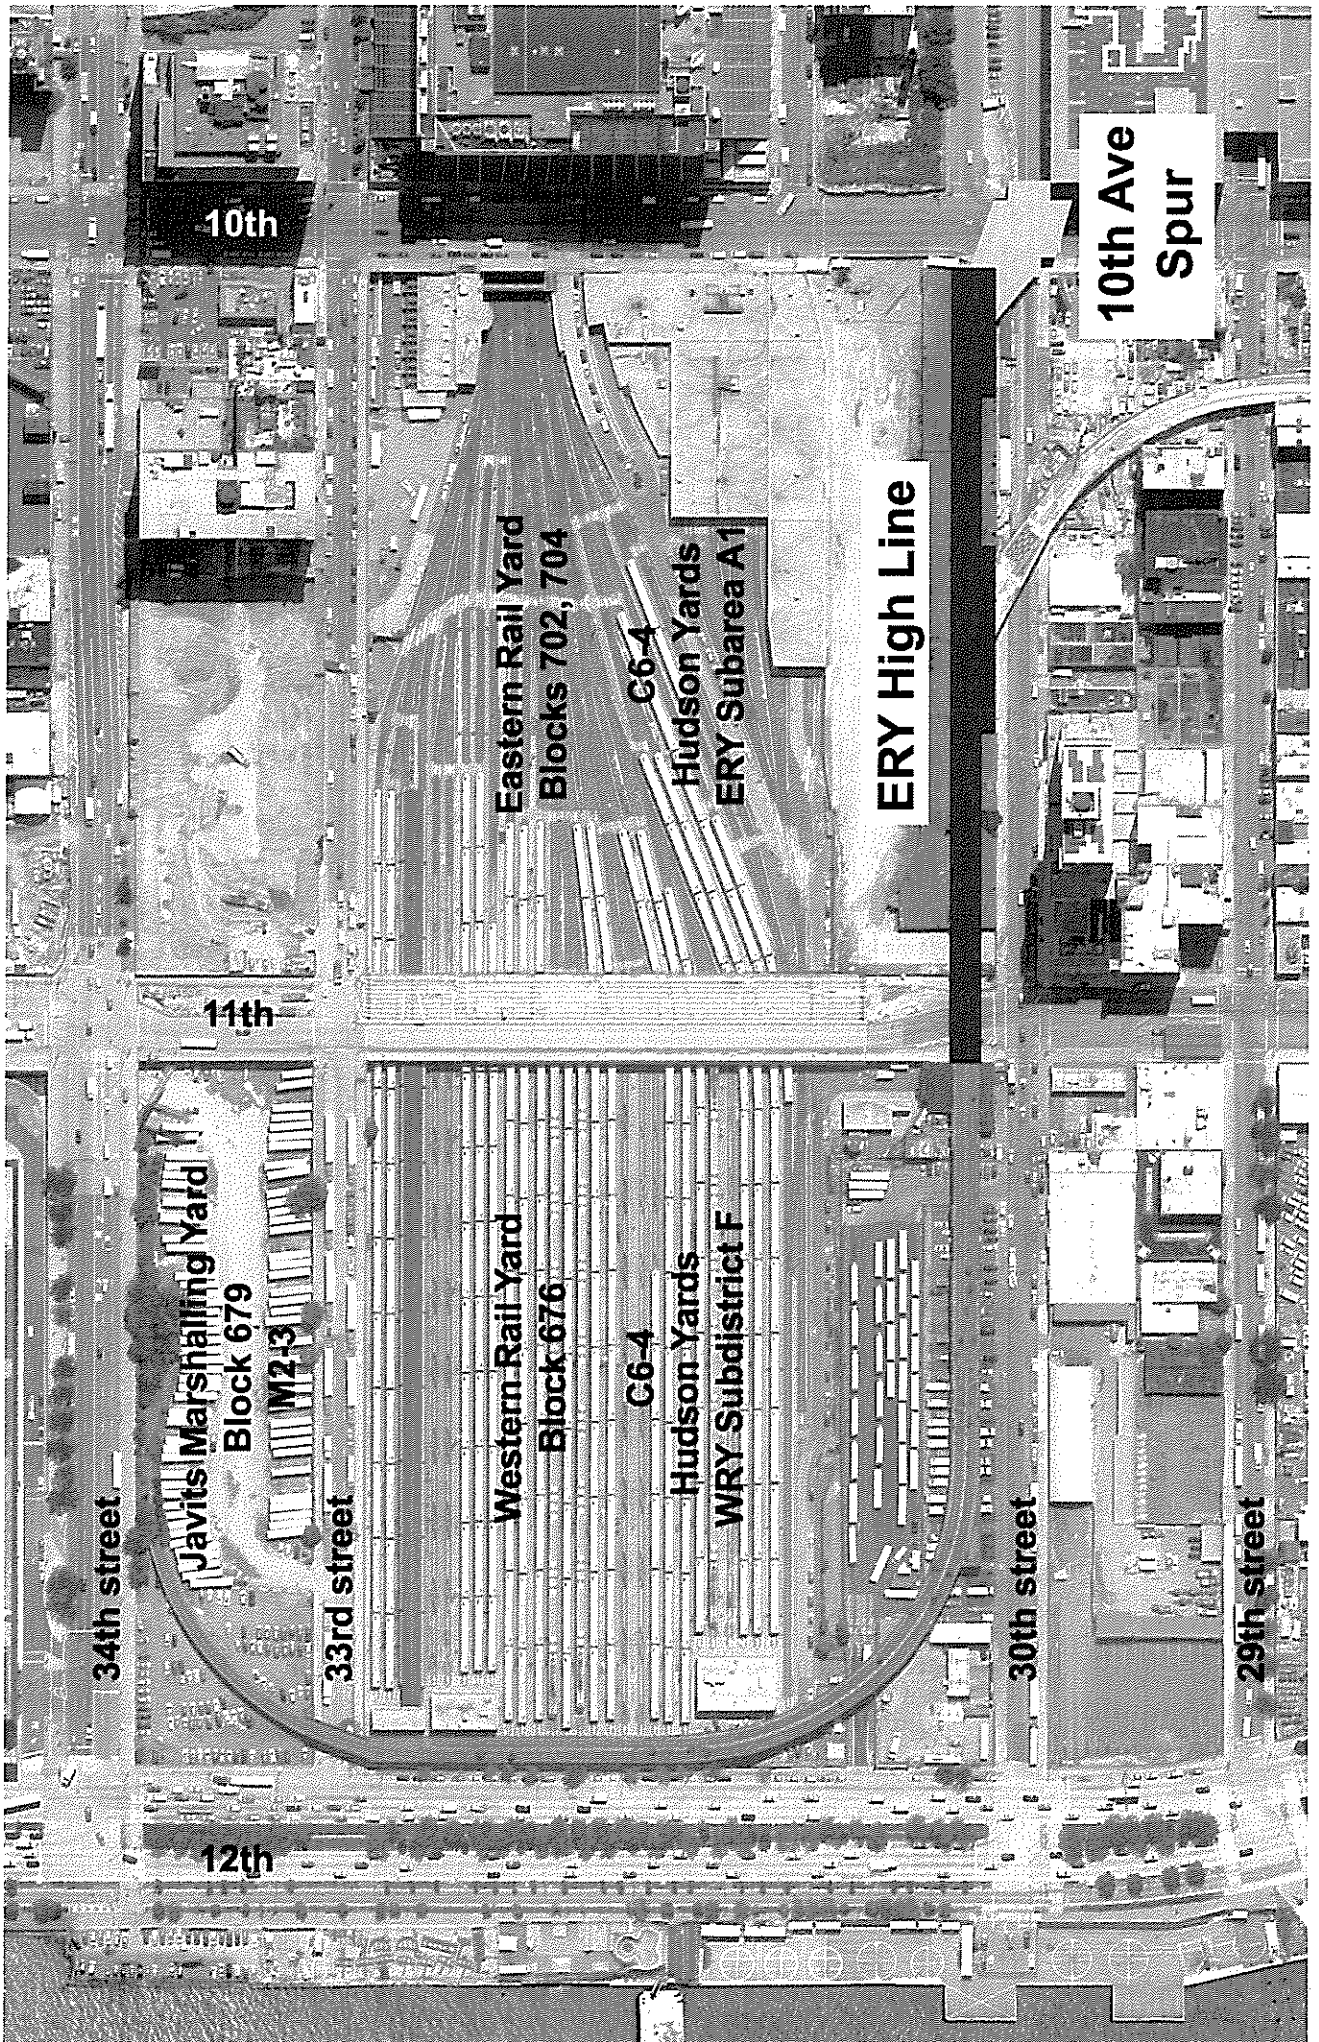 34th street
Javits Marshalling Yard
Block 679
M2-3
33rd street
Western Rail Yard
Block 676
C6-4
Hudson Yards
WRY Subdistrict F
30th street
29th street
12th
11th
10th
Eastern Rail Yard
Blocks 702, 704
C6-4
Hudson Yards
ERY Subarea A1
ERY High Line
10th Ave
Spur